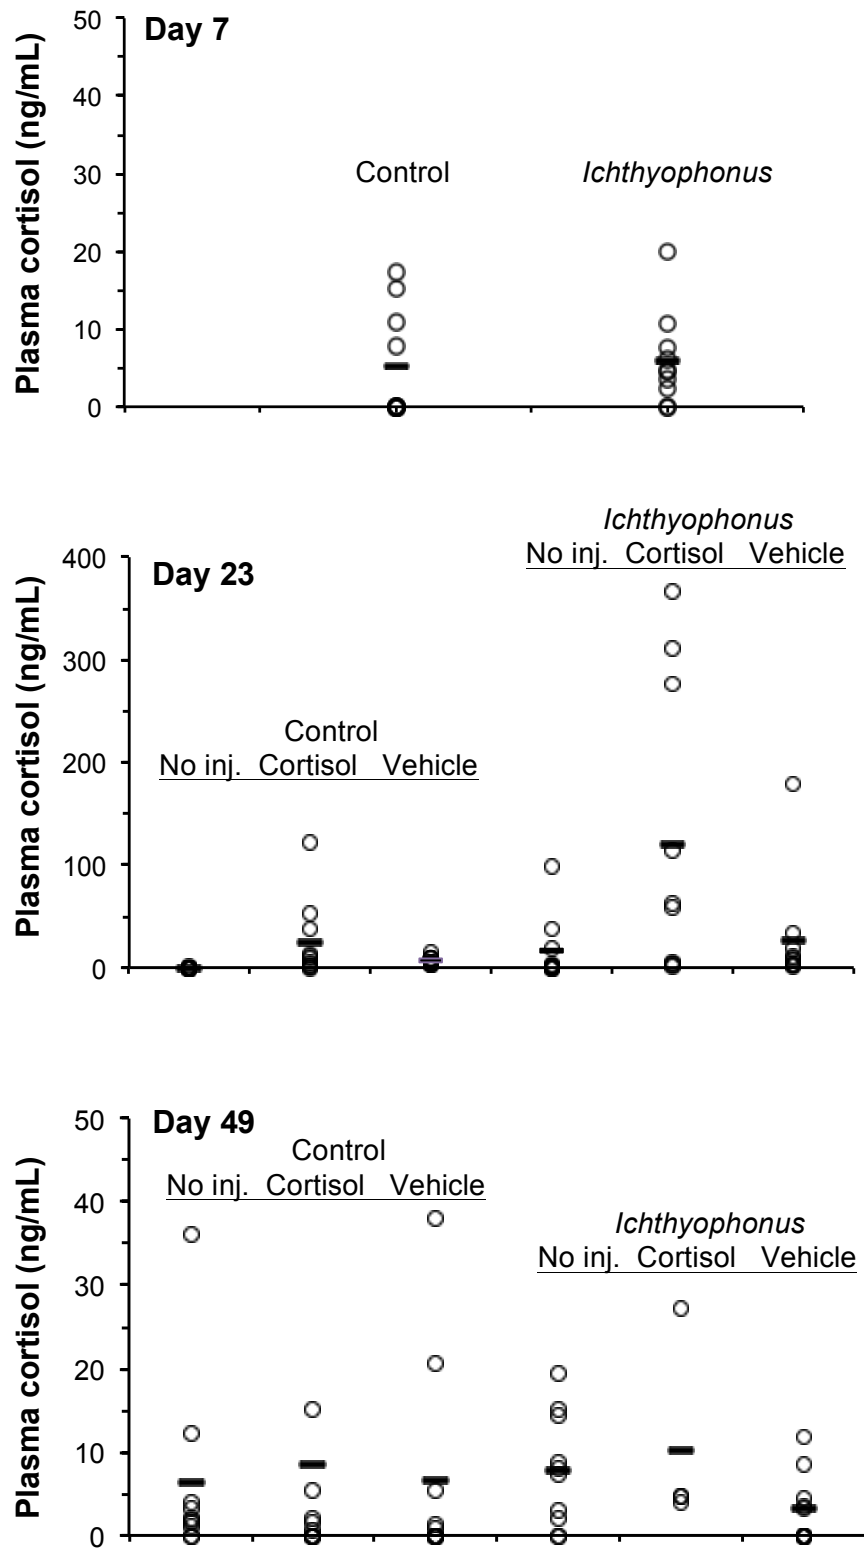 Day 7
Plasma cortisol (ng/mL)
50
40
30
20
10
0
Control Ichthyophonus
Day 23
Plasma cortisol (ng/mL)
400
300
200
100
0
Control
No inj. Cortisol Vehicle
Ichthyophonus
No inj. Cortisol Vehicle
Day 49
Plasma cortisol (ng/mL)
50
40
30
20
10
0
Control
No inj. Cortisol Vehicle
Ichthyophonus
No inj. Cortisol Vehicle